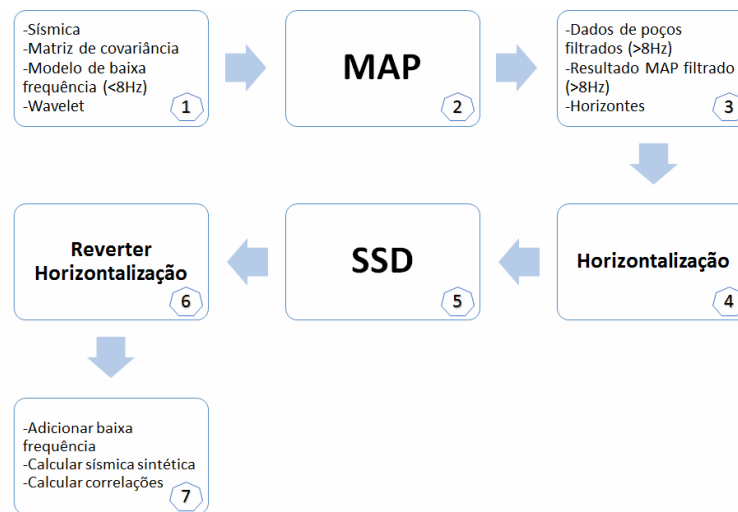 -Sísmica
-Matriz de covariância
-Modelo de baixa
frequência (<8Hz)
-Wavelet
1
MAP
2
-Dados de poços
filtrados (>8Hz)
-Resultado MAP filtrado
(>8Hz)
-Horizontes
3
Horizontalização
4
SSD
5
Reverter
Horizontalização
6
-Adicionar baixa
frequência
-Calcular sísmica sintética
-Calcular correlações
7